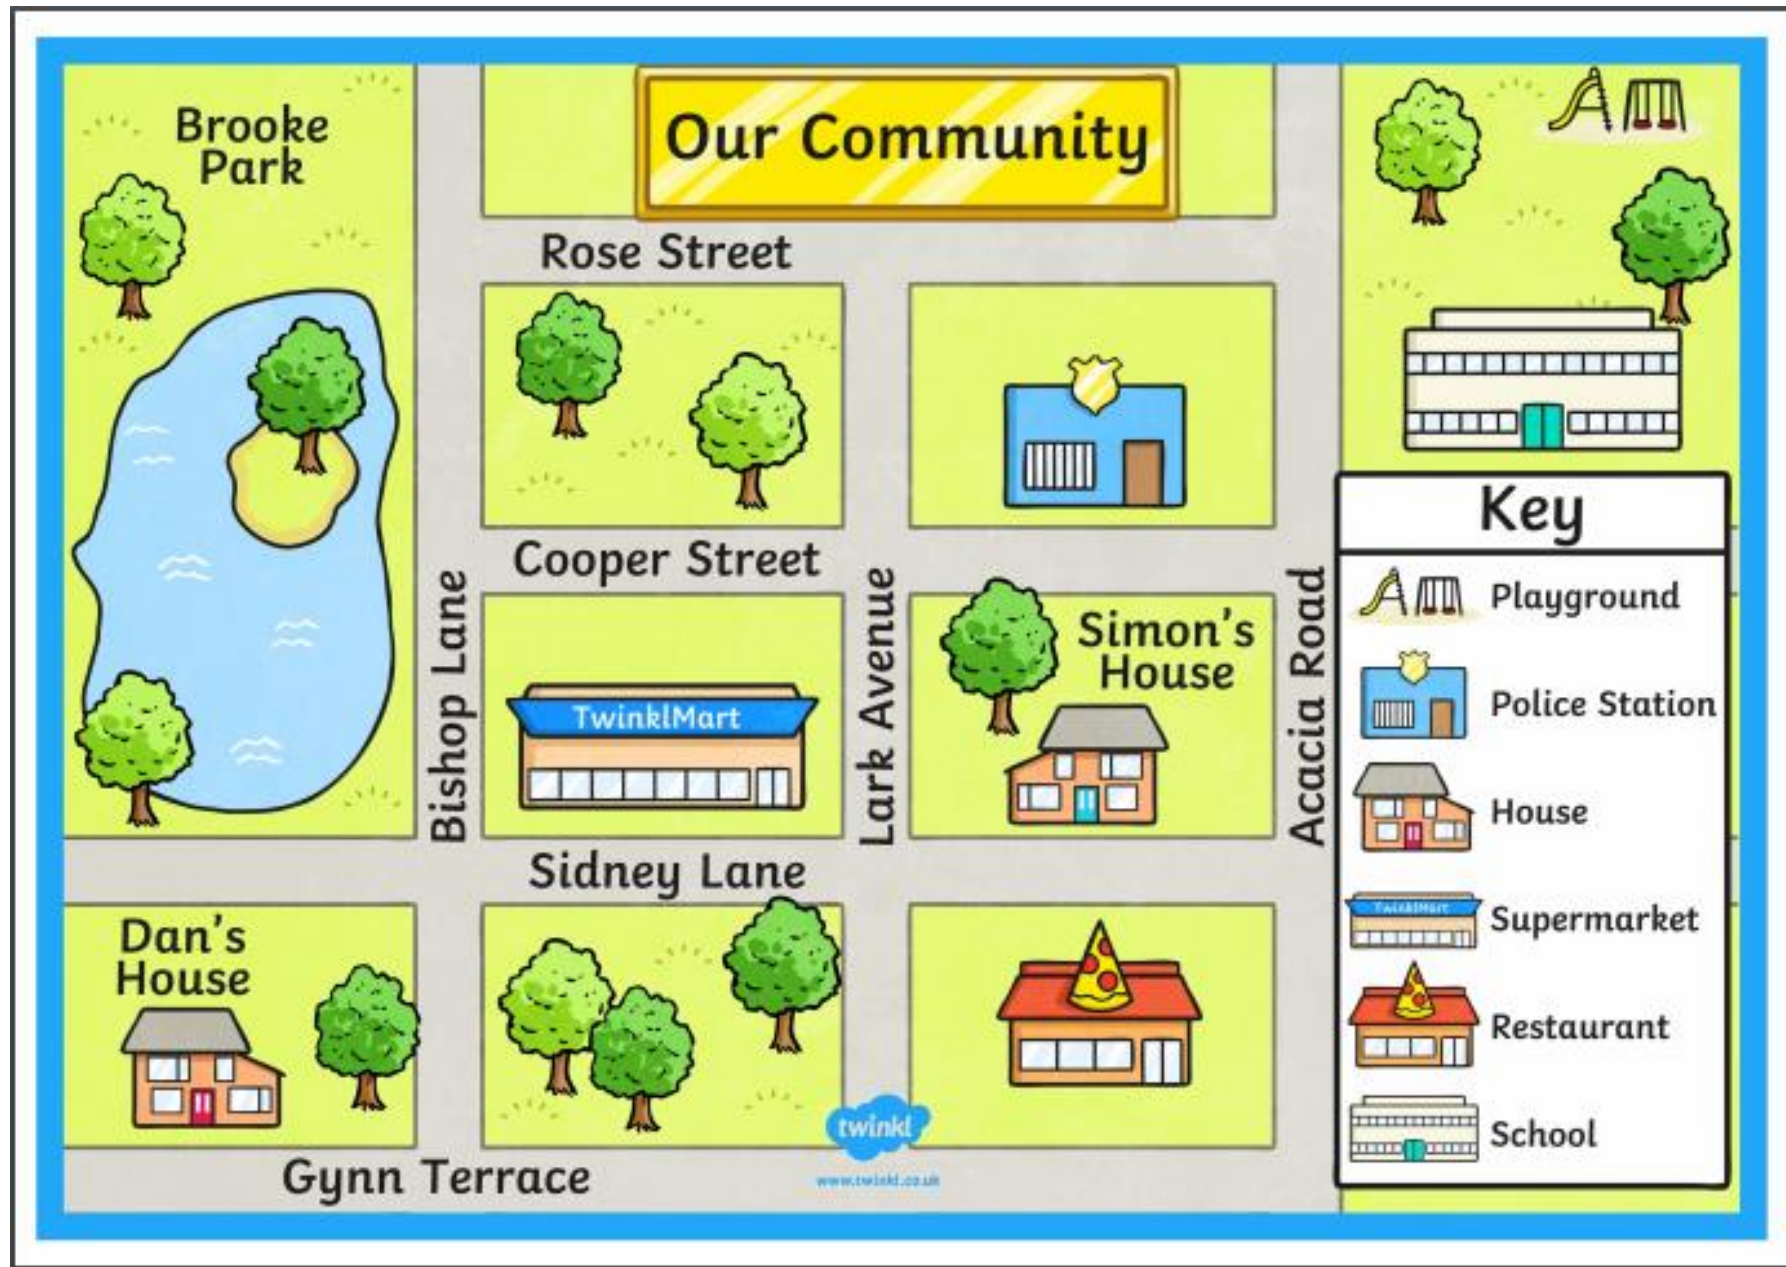 Our Community
Brooke
Park
Rose Street
Cooper Street
Bishop Lane
Lark Avenue
Acacia Road
Simon's
House
TwinklMart
Sidney Lane
Dan's
House
Gynn Terrace
twinkl
www.twinkl.co.uk
Key
Playground
Police Station
House
TwinklMart
Supermarket
Restaurant
School